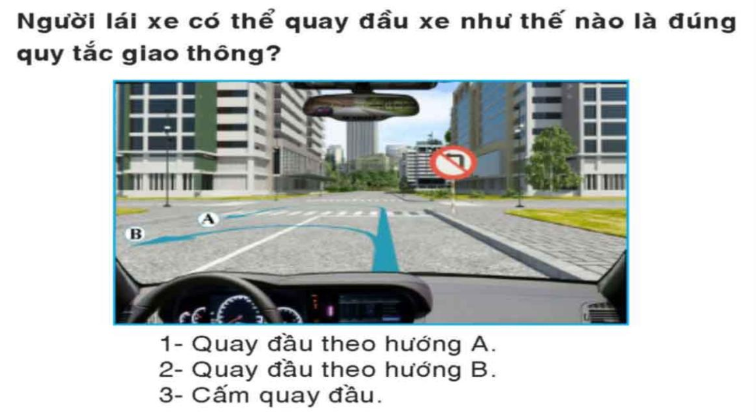 Người lái xe có thể quay đầu xe như thế nào là đúng
quy tắc giao thông?
A
B
1- Quay đầu theo hướng A.
2- Quay đầu theo hướng B.
3- Cấm quay đầu.